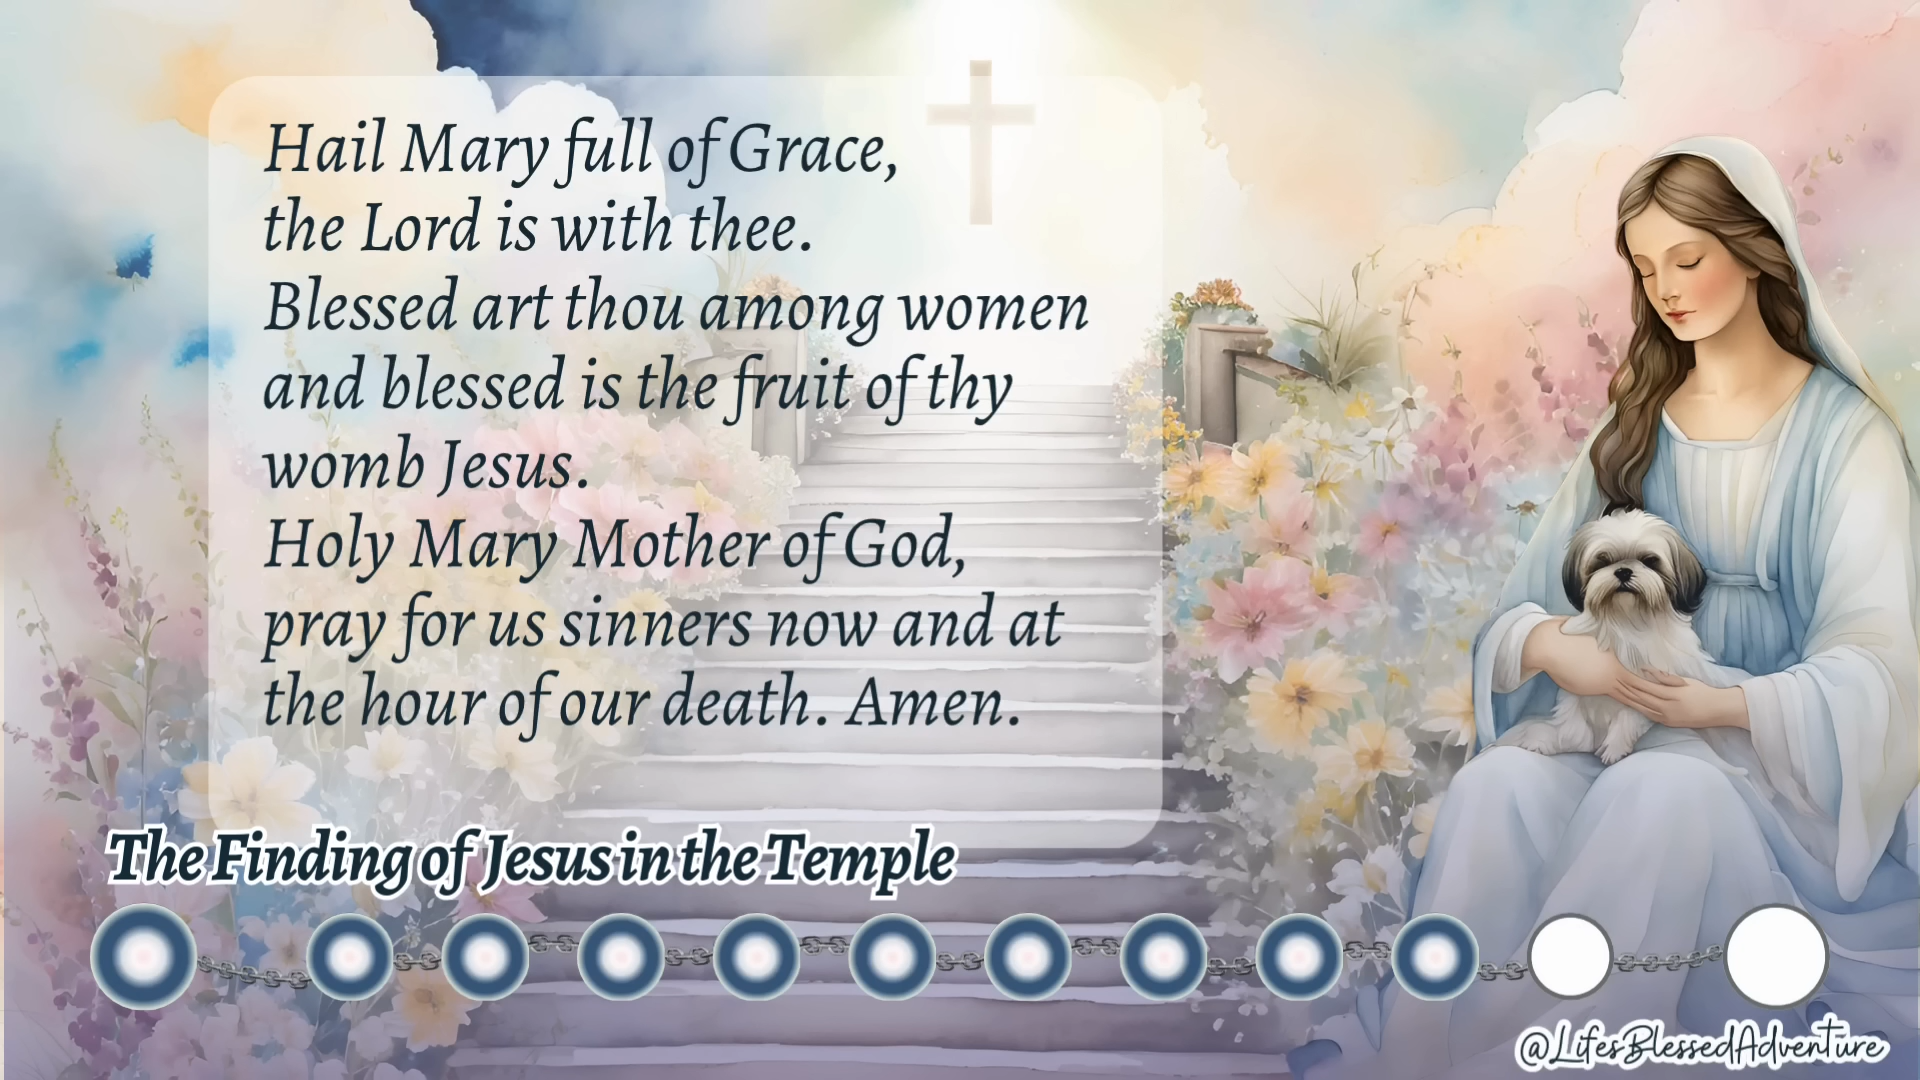 Hail Mary full of Grace,
the Lord is with thee.
Blessed art thou among women
and blessed is the fruit of thy
womb Jesus.
Holy Mary Mother of God,
pray for us sinners now and at
the hour of our death. Amen.
The Finding of Jesus in the Temple
@LifesBlessedAdventure